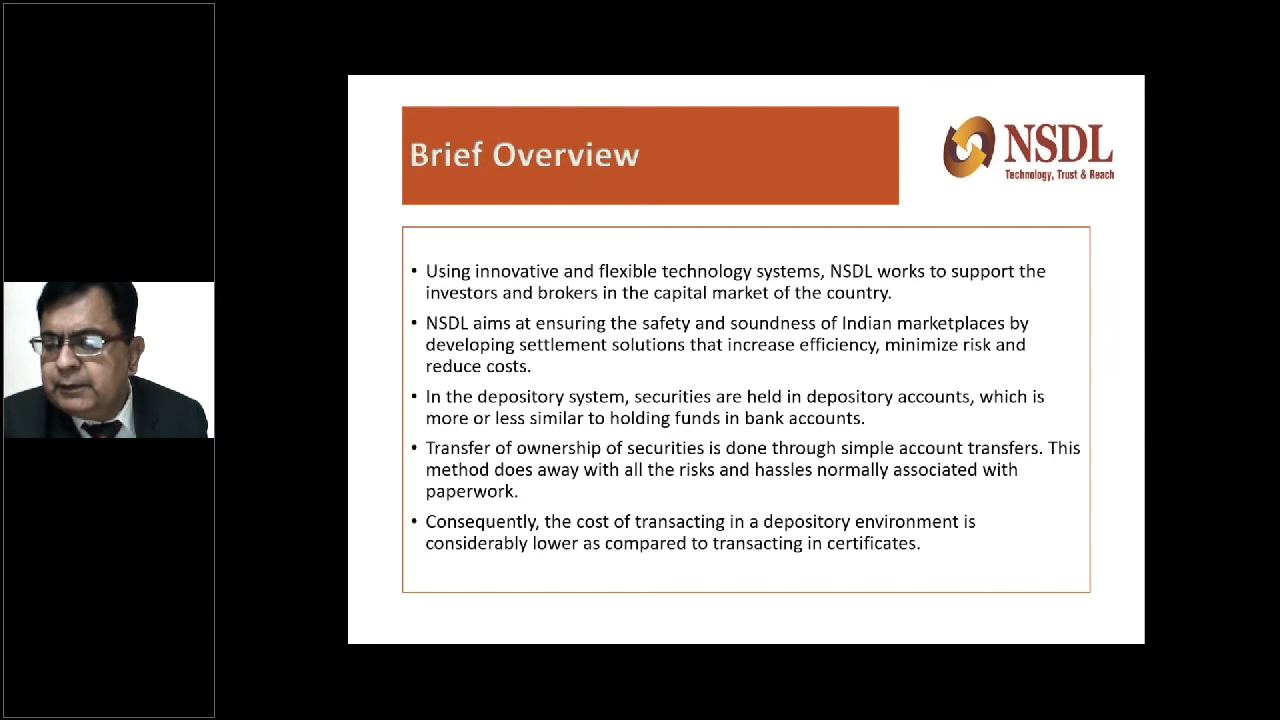 Brief Overview
NSDL
Technology, Trust & Reach
• Using innovative and flexible technology systems, NSDL works to support the
investors and brokers in the capital market of the country.
• NSDL aims at ensuring the safety and soundness of Indian marketplaces by
developing settlement solutions that increase efficiency, minimize risk and
reduce costs.
• In the depository system, securities are held in depository accounts, which is
more or less similar to holding funds in bank accounts.
• Transfer of ownership of securities is done through simple account transfers. This
method does away with all the risks and hassles normally associated with
paperwork.
• Consequently, the cost of transacting in a depository environment is
considerably lower as compared to transacting in certificates.